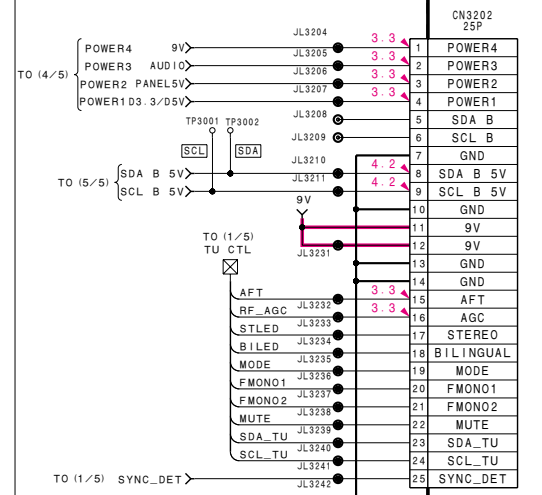 CN3202
25P
JL3204
3.3
POWER4 9V
1 POWER4
JL3205
3.3
POWER3 AUDIO
2 POWER3
TO (4/5)
JL3206
3.3
POWER2 PANEL5V
3 POWER2
JL3207
3.3
POWER1 D3.3/D5V
4 POWER1
JL3208
5 SDA B
TP3001 TP3002
JL3209
6 SCL B
SCL SDA
7 GND
JL3210
4.2
SDA B 5V
8 SDA B 5V
TO (5/5)
JL3211
4.2
SCL B 5V
9 SCL B 5V
9V
10 GND
11 9V
TO (1/5)
TU CTL
12 9V
JL3231
13 GND
14 GND
3.3
AFT
15 AFT
JL3232
3.3
RF_AGC
16 AGC
JL3233
STLED
17 STEREO
JL3234
BILED
18 BILINGUAL
JL3235
MODE
19 MODE
JL3236
FMONO1
20 FMONO1
JL3237
FMONO2
21 FMONO2
JL3238
MUTE
22 MUTE
JL3239
SDA_TU
23 SDA_TU
JL3240
SCL_TU
24 SCL_TU
JL3241
TO (1/5) SYNC_DET
25 SYNC_DET
JL3242